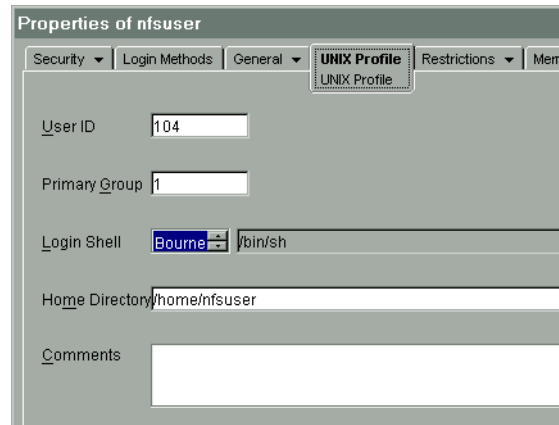 Properties of nfsuser
Security Login Methods General UNIX Profile Restrictions Mem
UNIX Profile
User ID 104
Primary Group 1
Login Shell Bourne /bin/sh
Home Directory /home/nfsuser
Comments